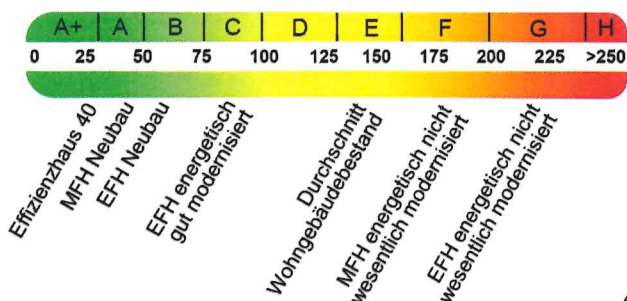 A+ A B C D E F G H
0 25 50 75 100 125 150 175 200 225 >250
Effizienzhaus 40
MFH Neubau
EFH Neubau
EFH energetisch
gut modernisiert
Durchschnitt
Wohngebäudebestand
MFH energetisch nicht
wesentlich modernisiert
EFH energetisch nicht
wesentlich modernisiert